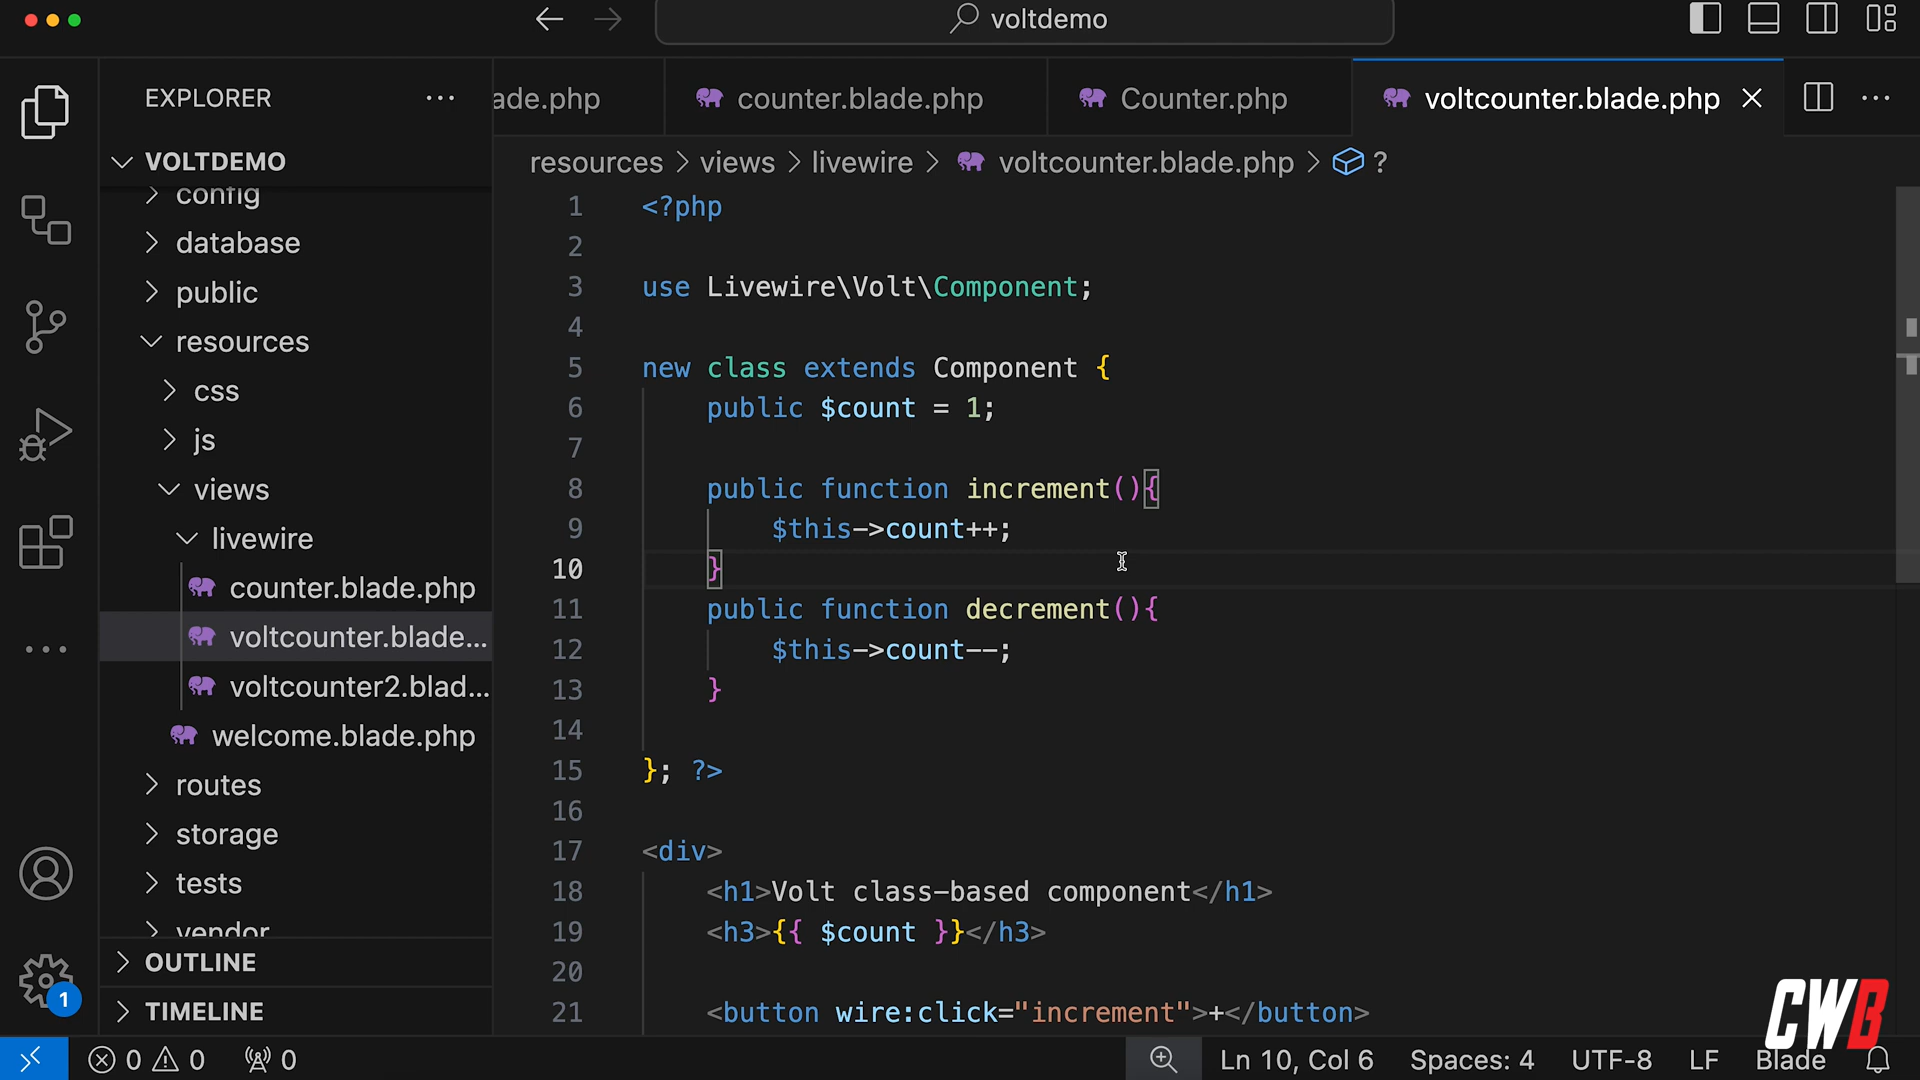 voltdemo
EXPLORER
ade.php
counter.blade.php
Counter.php
voltcounter.blade.php
VOLTDEMO
resources > views > livewire > voltcounter.blade.php > ?
config
database
public
resources
css
js
views
livewire
counter.blade.php
voltcounter.blade...
voltcounter2.blad...
welcome.blade.php
routes
storage
tests
vendor
OUTLINE
TIMELINE
1
1 <?php
2
3 use Livewire\Volt\Component;
4
5 new class extends Component {
6 public $count = 1;
7
8 public function increment(){
9 $this->count++;
10 }
11 public function decrement(){
12 $this->count--;
13 }
14
15 }; ?>
16
17 <div>
18 <h1>Volt class-based component</h1>
19 <h3>{{ $count }}</h3>
20
21 <button wire:click="increment">+</button>
CWB
0 0 0
Ln 10, Col 6 Spaces: 4 UTF-8 LF Blade